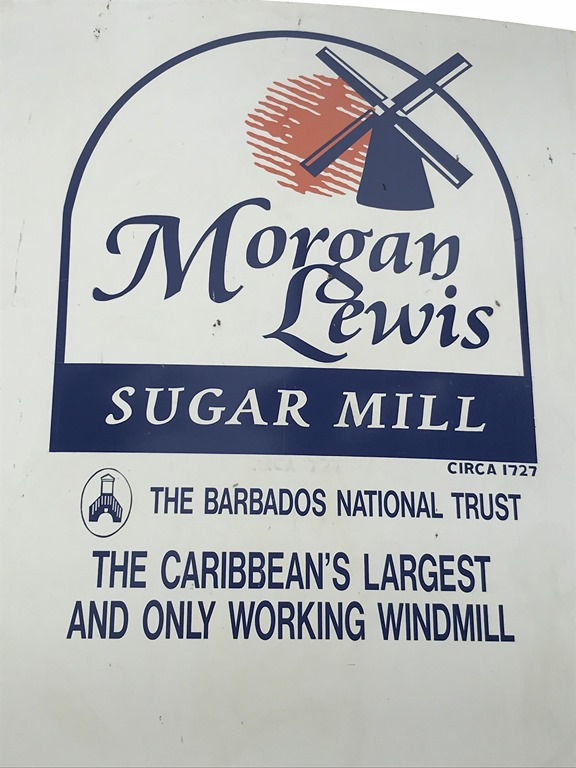 Morgan
Lewis
SUGAR MILL
CIRCA 1727
THE BARBADOS NATIONAL TRUST
THE CARIBBEAN'S LARGEST
AND ONLY WORKING WINDMILL